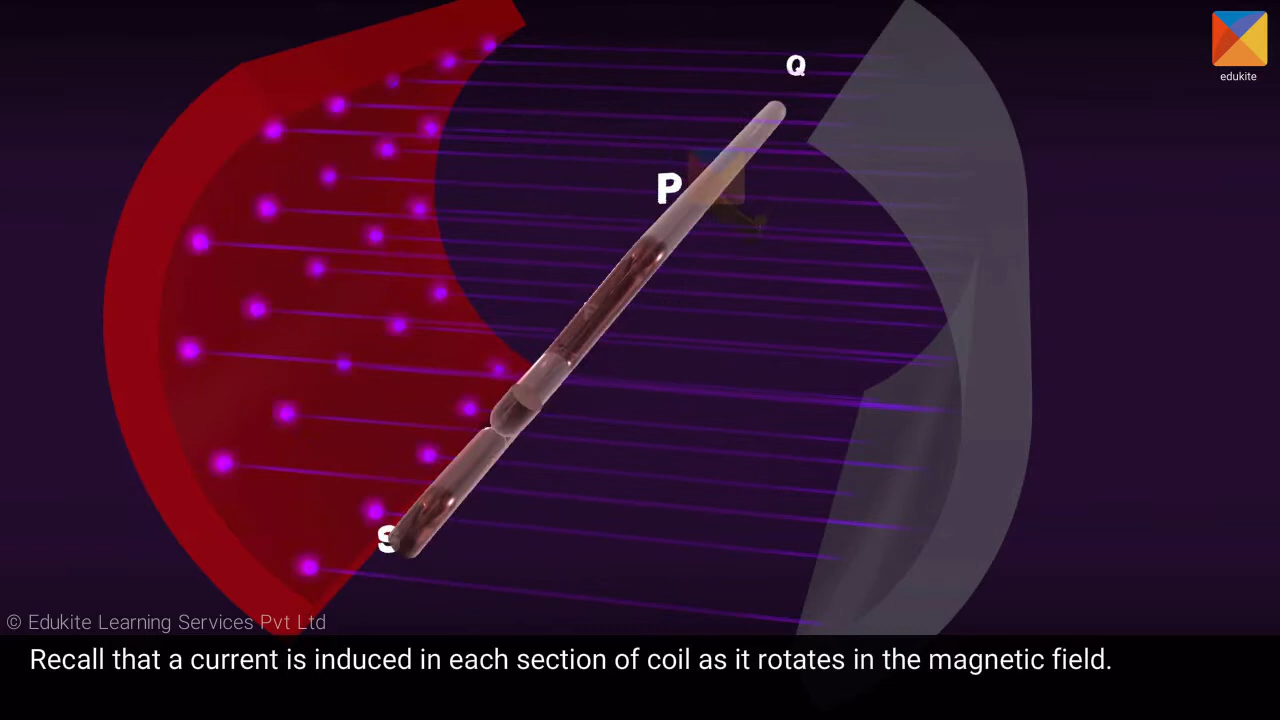 edukite
Q
P
S
© Edukite Learning Services Pvt Ltd
Recall that a current is induced in each section of coil as it rotates in the magnetic field.